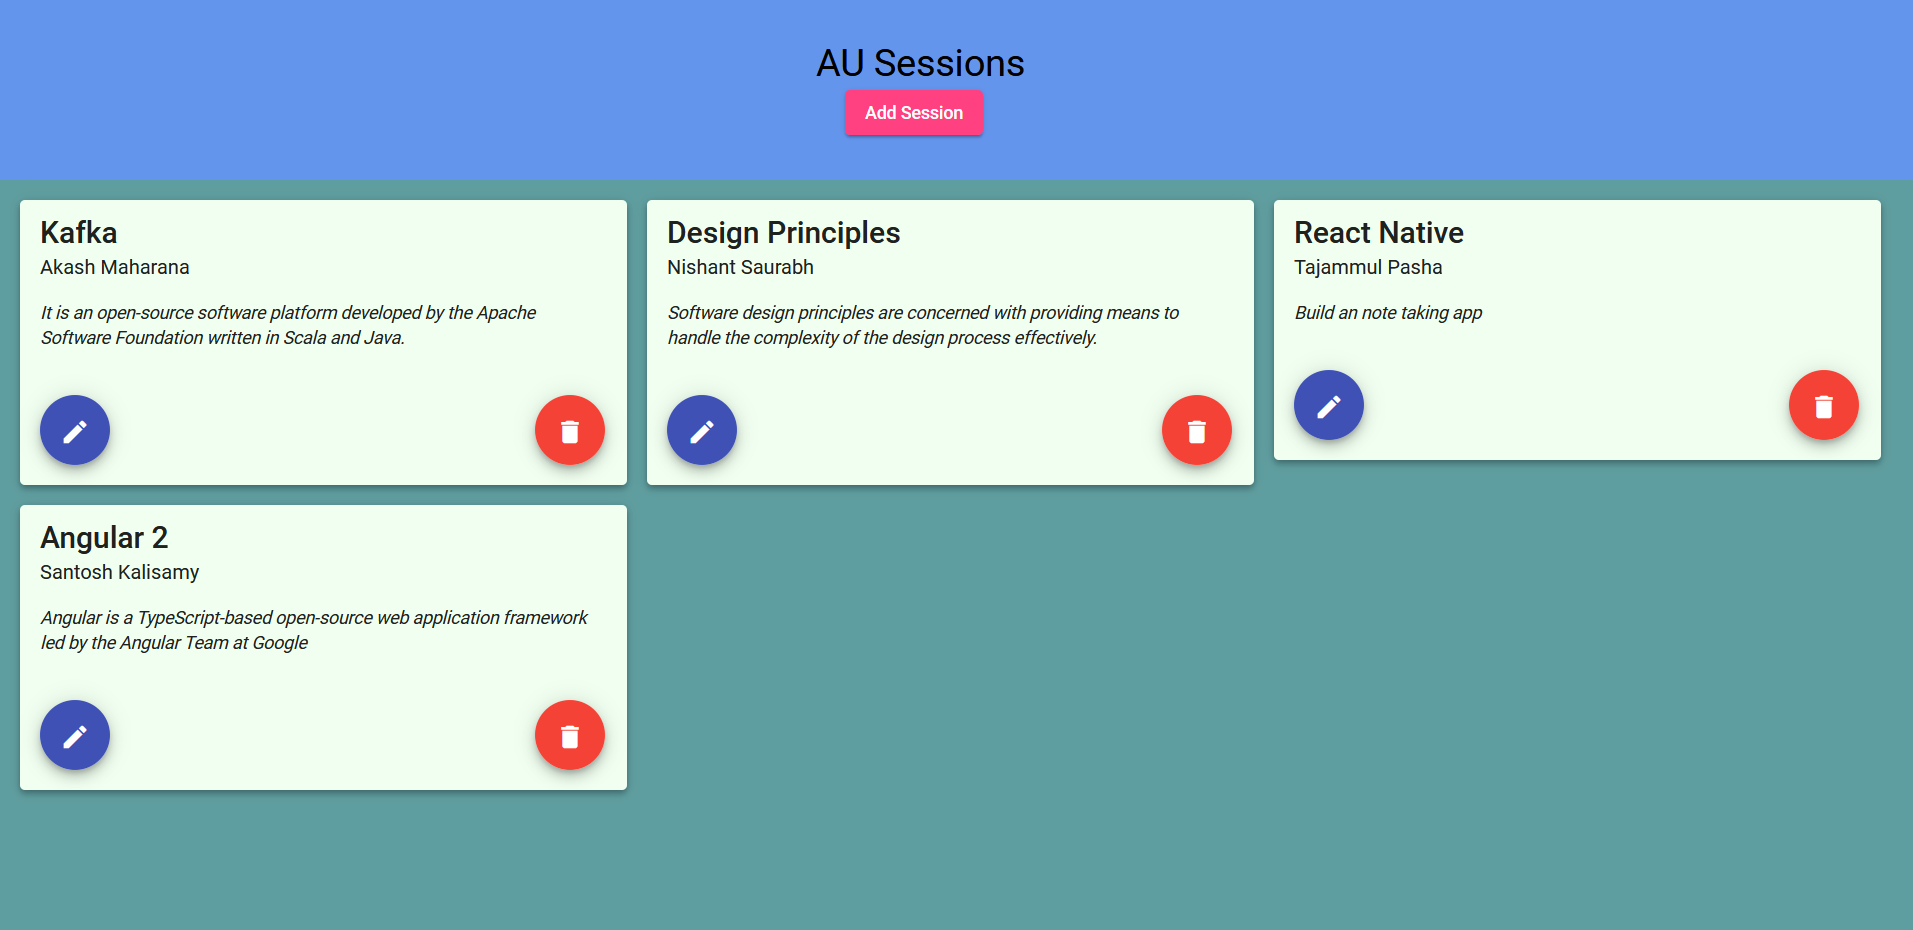 AU Sessions
Add Session
Kafka
Akash Maharana
It is an open-source software platform developed by the Apache
Software Foundation written in Scala and Java.
Design Principles
Nishant Saurabh
Software design principles are concerned with providing means to
handle the complexity of the design process effectively.
React Native
Tajammul Pasha
Build an note taking app
Angular 2
Santosh Kalisamy
Angular is a TypeScript-based open-source web application framework
led by the Angular Team at Google